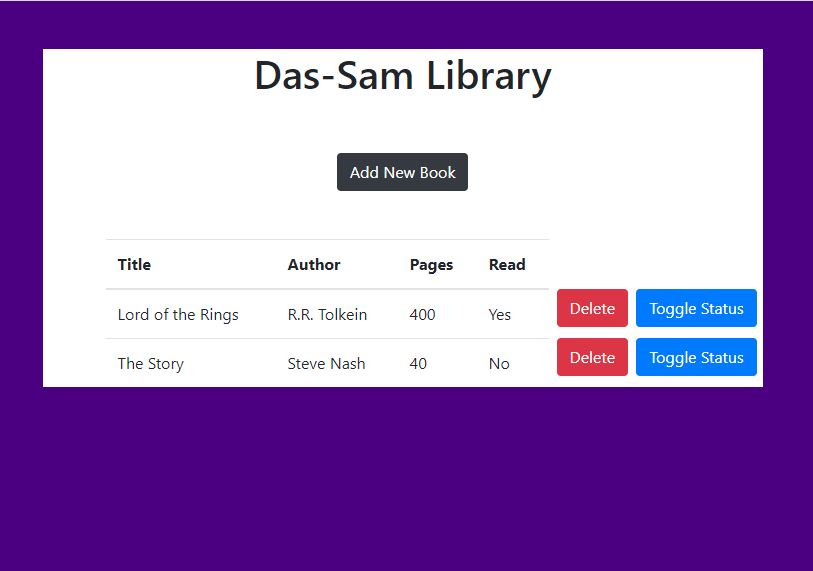 Das-Sam Library
Add New Book
Title Author Pages Read
Lord of the Rings R.R. Tolkein 400 Yes Delete Toggle Status
The Story Steve Nash 40 No Delete Toggle Status